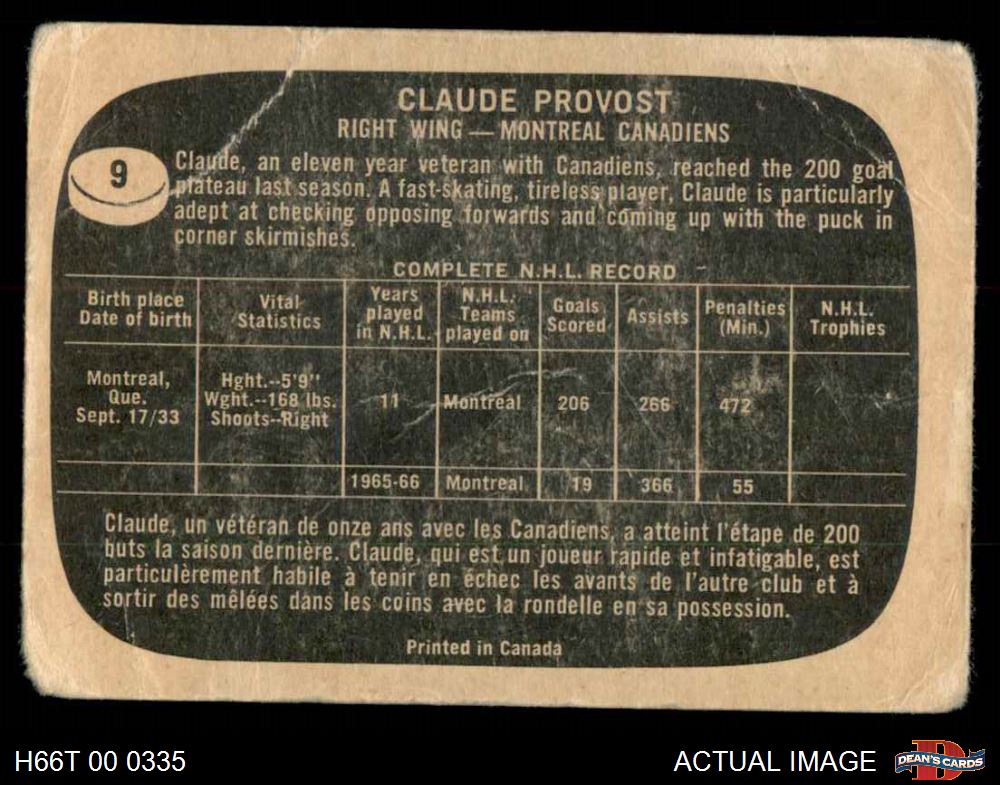 CLAUDE PROVOST
RIGHT WING — MONTREAL CANADIENS
9
Claude, an eleven year veteran with Canadiens, reached the 200 goal
plateau last season. A fast-skating, tireless player, Claude is particularly
adept at checking opposing forwards and coming up with the puck in
corner skirmishes.
COMPLETE N.H.L. RECORD
Birth place
Date of birth
Vital
Statistics
Years
played
in N.H.L.
N.H.L.
Teams
played on
Goals
Scored
Assists
Penalties
(Min.)
N.H.L.
Trophies
Montreal,
Que.
Sept. 17/33
Hght.--5'9''
Wght.--168 lbs.
Shoots--Right
11
Montreal
206
266
472
1965-66
Montreal
19
366
55
Claude, un vétéran de onze ans avec les Canadiens, a atteint l'étape de 200
buts la saison dernière. Claude, qui est un joueur rapide et infatigable, est
particulèrement habile à tenir en échec les avants de l'autre club et à
sortir des mêlées dans les coins avec la rondelle en sa possession.
Printed in Canada
H66T 00 0335
ACTUAL IMAGE
D
DEAN'S CARDS